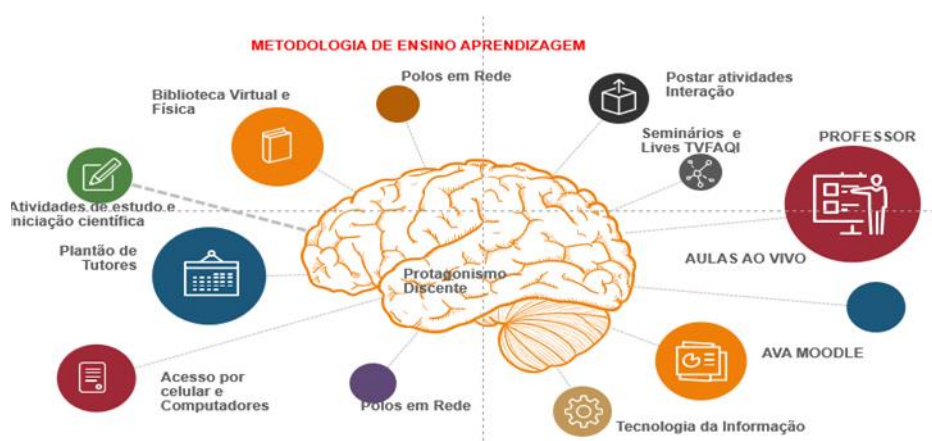 METODOLOGIA DE ENSINO APRENDIZAGEM
Polos em Rede
Biblioteca Virtual e
Física
Postar atividades
Interação
Seminários e
Lives TVFAQI
PROFESSOR
Atividades de estudo e
iniciação científica
Plantão de
Tutores
AULAS AO VIVO
Protagonismo
Discente
AVA MOODLE
Acesso por
celular e
Computadores
Polos em Rede
Tecnologia da Informação